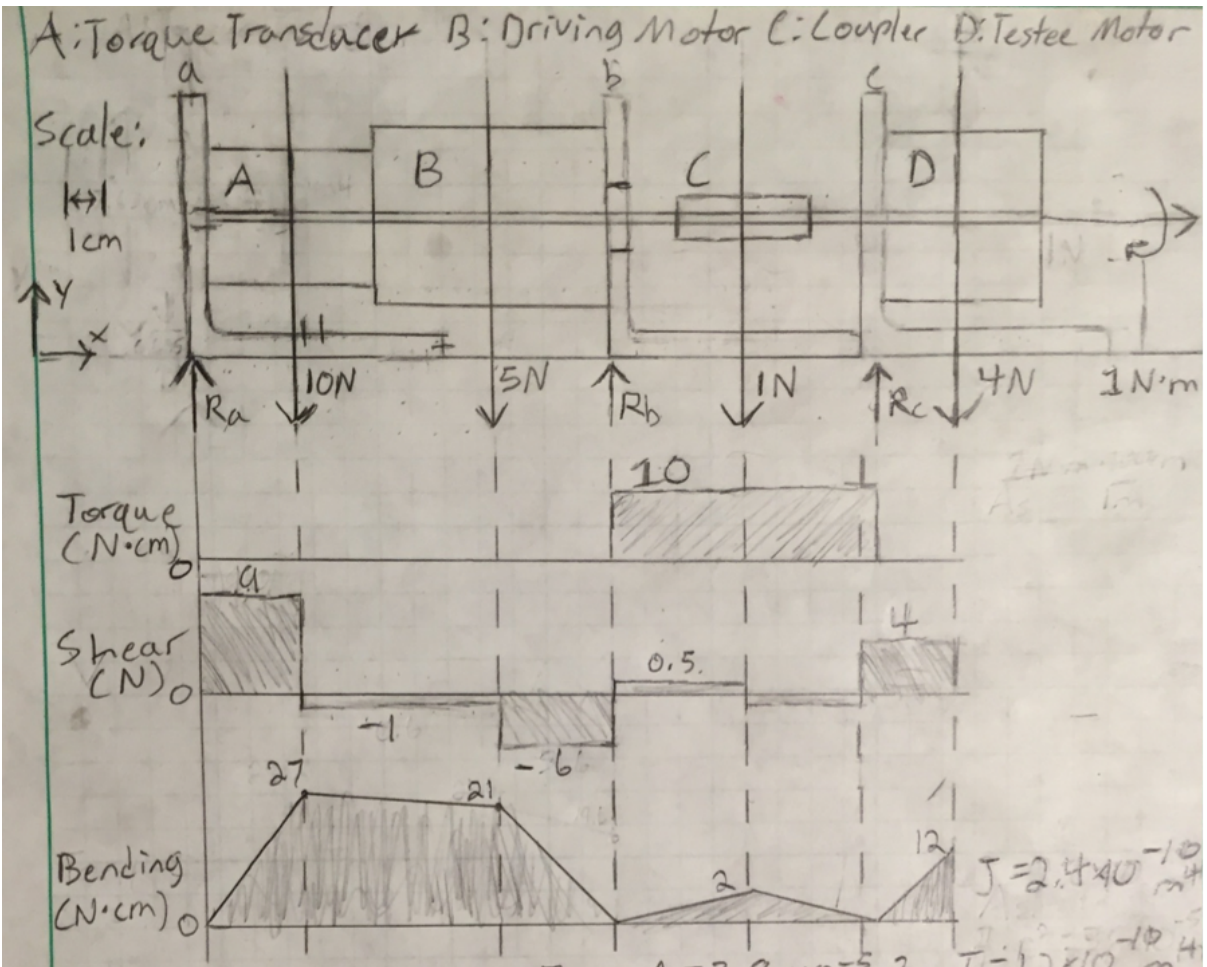 A: Torque Transducer B: Driving Motor C: Coupler D: Testee Motor
a b c
Scale:
1cm
A B C D
Y
x
Ra 10N 5N Rb 1N Rc 4N 1N·m
Torque
(N·cm)
0
10
Shear
(N)
0
9
-1
-6
0.5
4
Bending
(N·cm)
0
27
21
2
12
J=2.4×10^-10 m^4